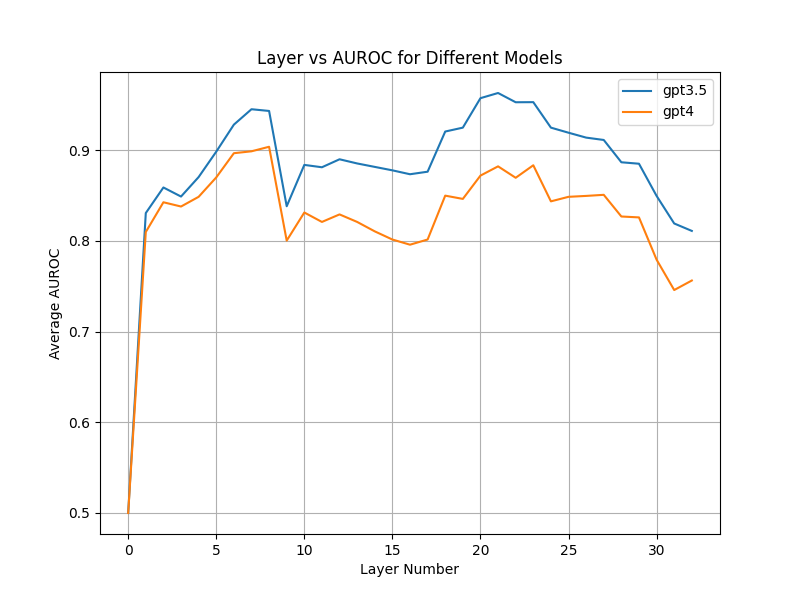 Layer vs AUROC for Different Models
gpt3.5
gpt4
Average AUROC
0.9
0.8
0.7
0.6
0.5
0 5 10 15 20 25 30
Layer Number